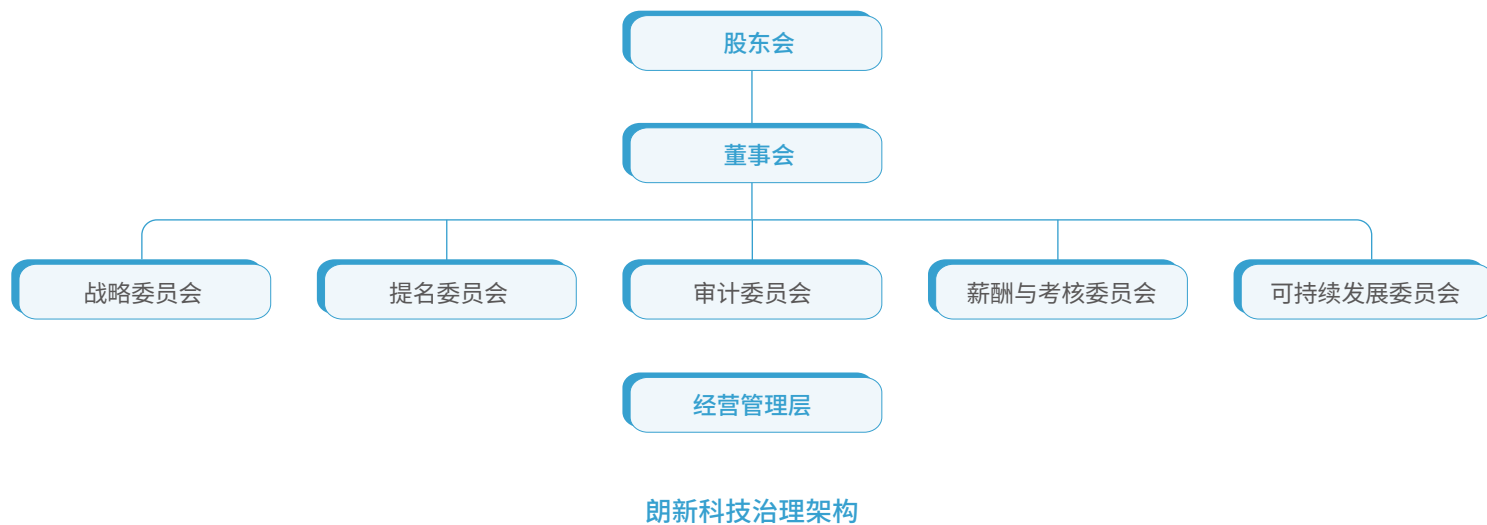 股东会
董事会
战略委员会
提名委员会
审计委员会
薪酬与考核委员会
可持续发展委员会
经营管理层
朗新科技治理架构